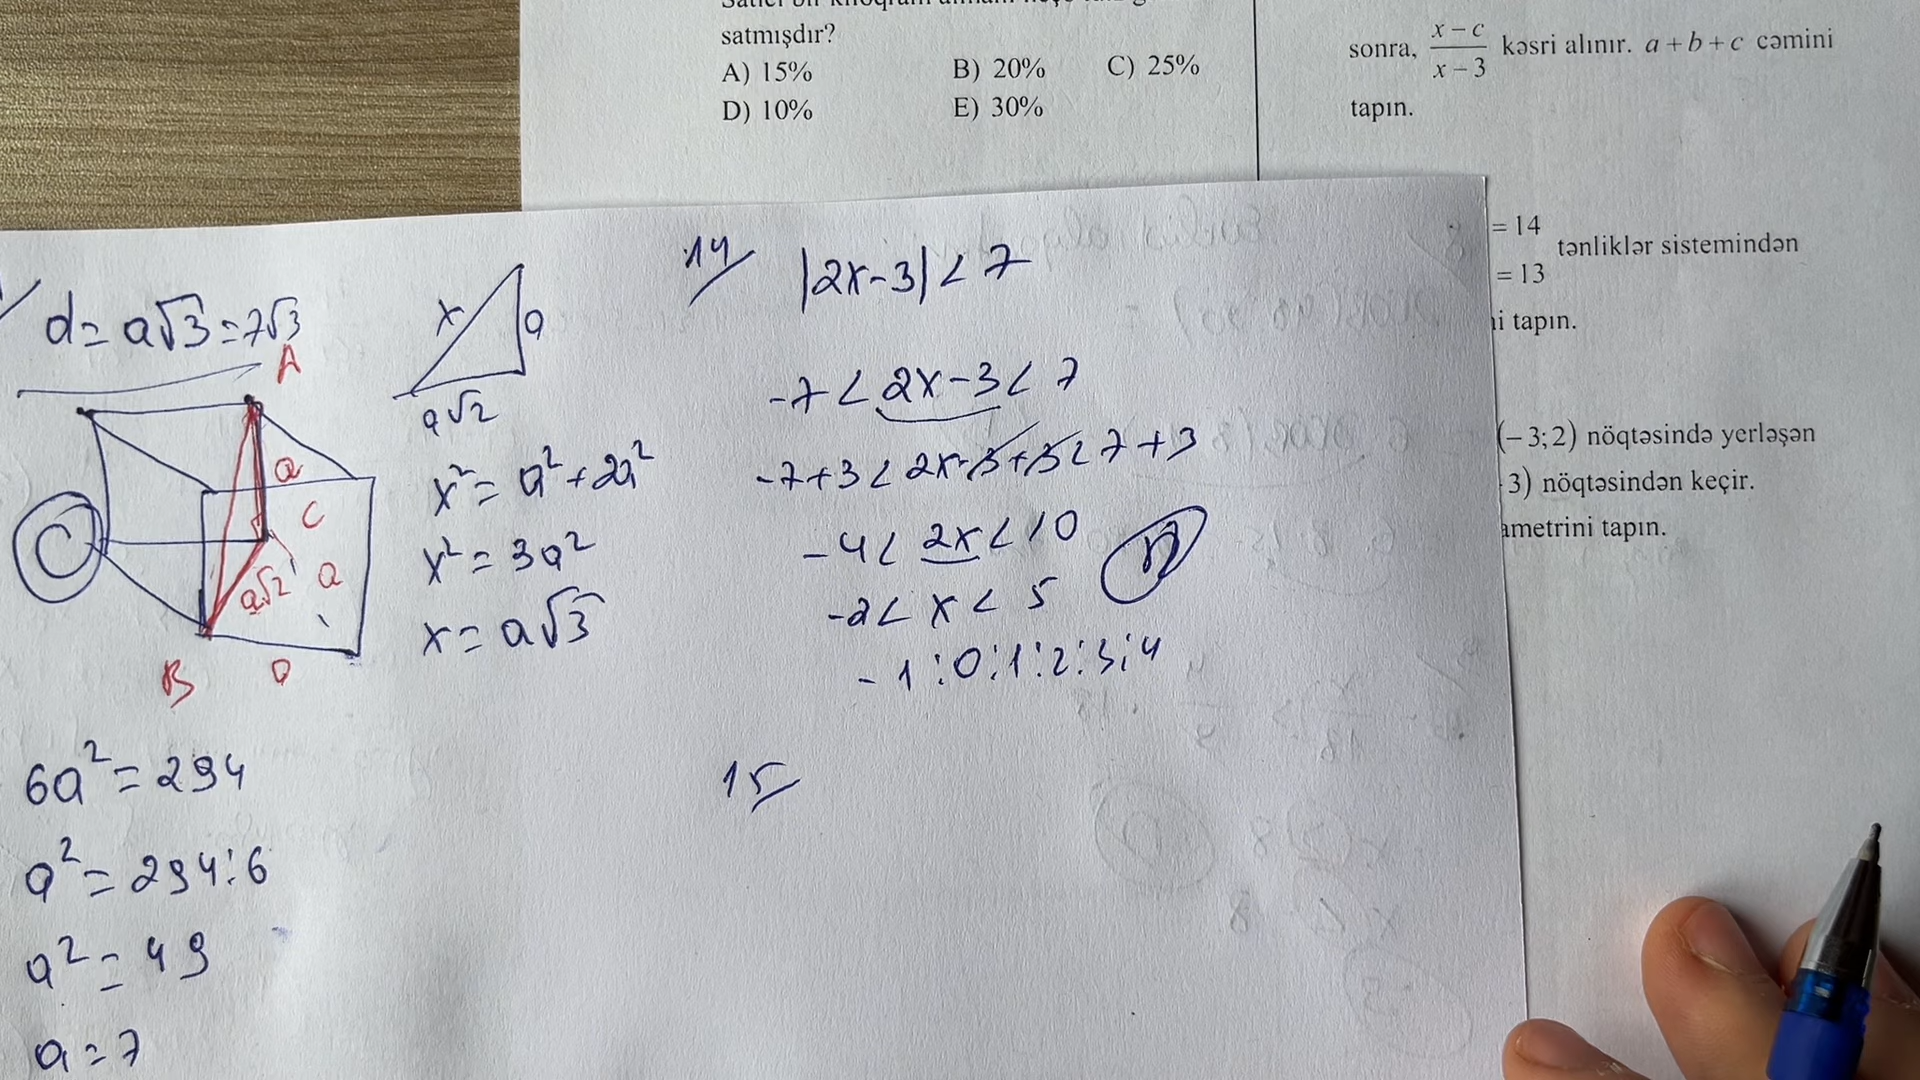 satmışdır?
A) 15% B) 20% C) 25%
D) 10% E) 30%
sonra, \frac{x-c}{x-3} kəsri alınır. a+b+c cəmini
tapın.
= 14
= 13
tənliklər sistemindən
tapın.
(−3;2) nöqtəsində yerləşən
3) nöqtəsindən keçir.
ametrini tapın.
d = a√3 = 7√3
A
a
C
a√2
a
B
a
C
x
a
a√2
x² = a² + 2a²
x² = 3a²
x = a√3
6a² = 294
a² = 294:6
a² = 49
a = 7
14
|2x-3| < 7
-7 < 2x-3 < 7
-7+3 < 2x-3+3 < 7+3
-4 < 2x < 10
-2 < x < 5
-1;0;1;2;3;4
15